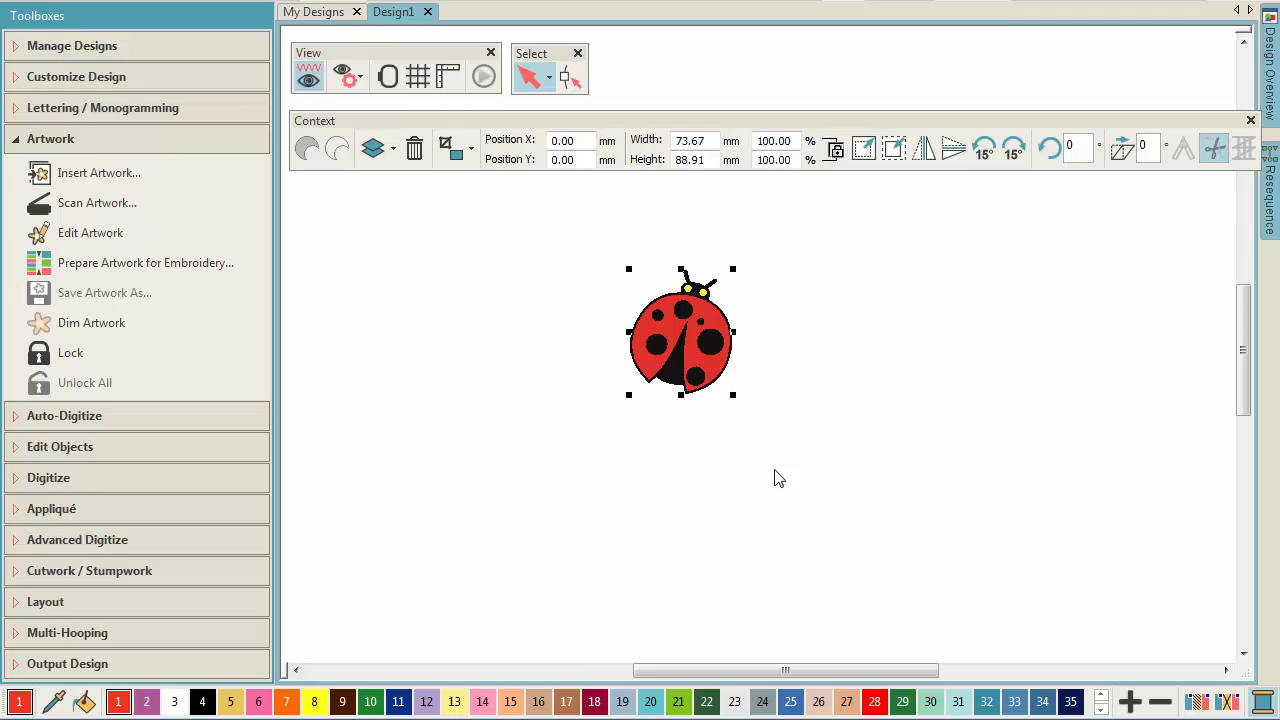 Toolboxes
My Designs
Design1
Manage Designs
Customize Design
Lettering / Monogramming
Artwork
Insert Artwork...
Scan Artwork...
Edit Artwork
Prepare Artwork for Embroidery...
Save Artwork As...
Dim Artwork
Lock
Unlock All
Auto-Digitize
Edit Objects
Digitize
Appliqué
Advanced Digitize
Cutwork / Stumpwork
Layout
Multi-Hooping
Output Design
View
Select
Context
Position X: 0.00 mm Width: 73.67 mm 100.00 %
Position Y: 0.00 mm Height: 88.91 mm 100.00 %
15° 15° 0 ° 0 °
Design Overview
Resequence
1 1 2 3 4 5 6 7 8 9 10 11 12 13 14 15 16 17 18 19 20 21 22 23 24 25 26 27 28 29 30 31 32 33 34 35